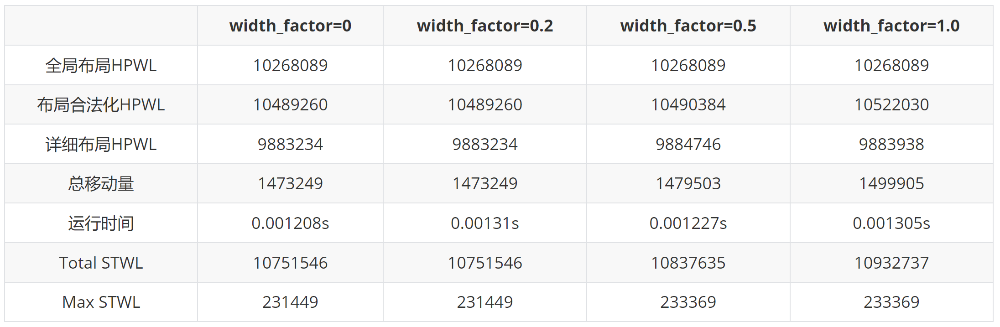 width_factor=0 width_factor=0.2 width_factor=0.5 width_factor=1.0
全局布局HPWL 10268089 10268089 10268089 10268089
布局合法化HPWL 10489260 10489260 10490384 10522030
详细布局HPWL 9883234 9883234 9884746 9883938
总移动量 1473249 1473249 1479503 1499905
运行时间 0.001208s 0.00131s 0.001227s 0.001305s
Total STWL 10751546 10751546 10837635 10932737
Max STWL 231449 231449 233369 233369